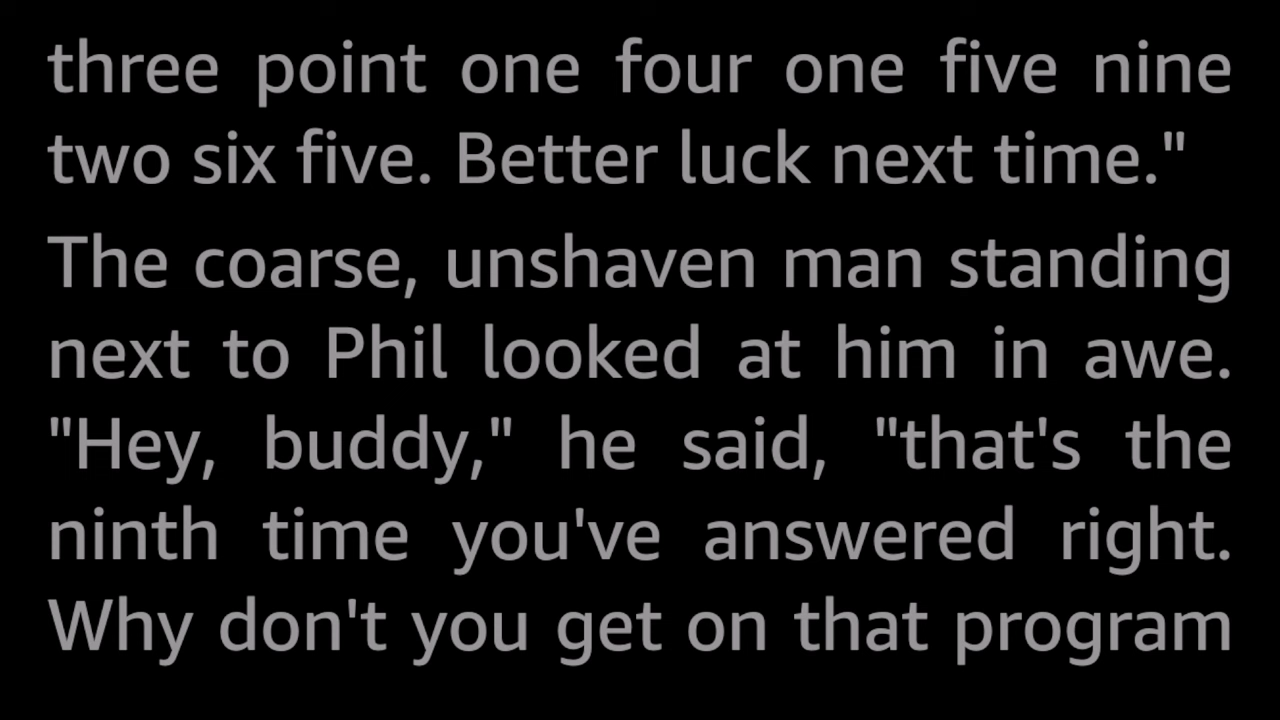 three point one four one five nine
two six five. Better luck next time."
The coarse, unshaven man standing
next to Phil looked at him in awe.
"Hey, buddy," he said, "that's the
ninth time you've answered right.
Why don't you get on that program